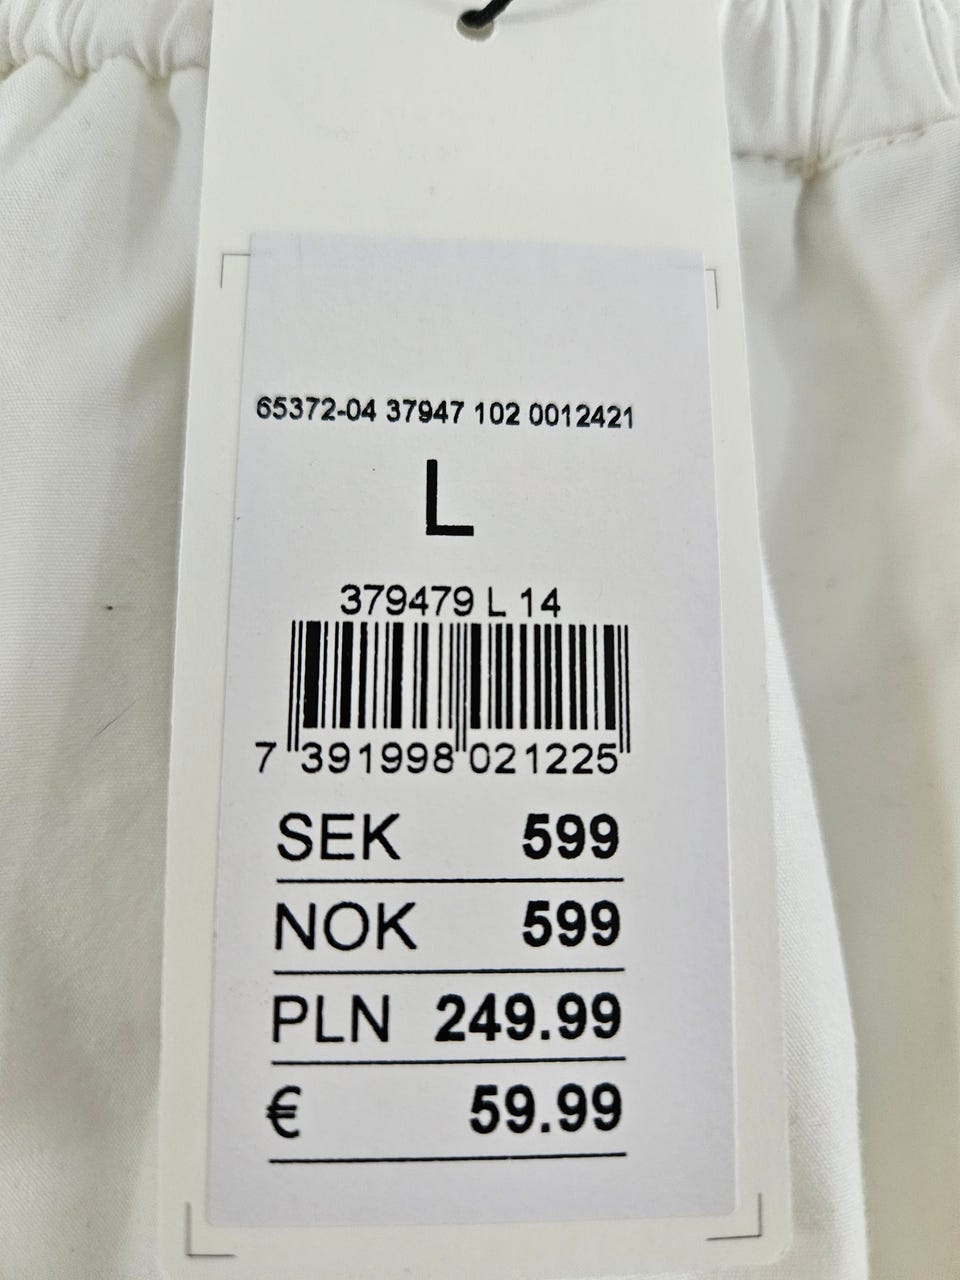 65372-04 37947 102 0012421
L
379479 L 14
7 391998 021225
SEK 599
NOK 599
PLN 249.99
€ 59.99